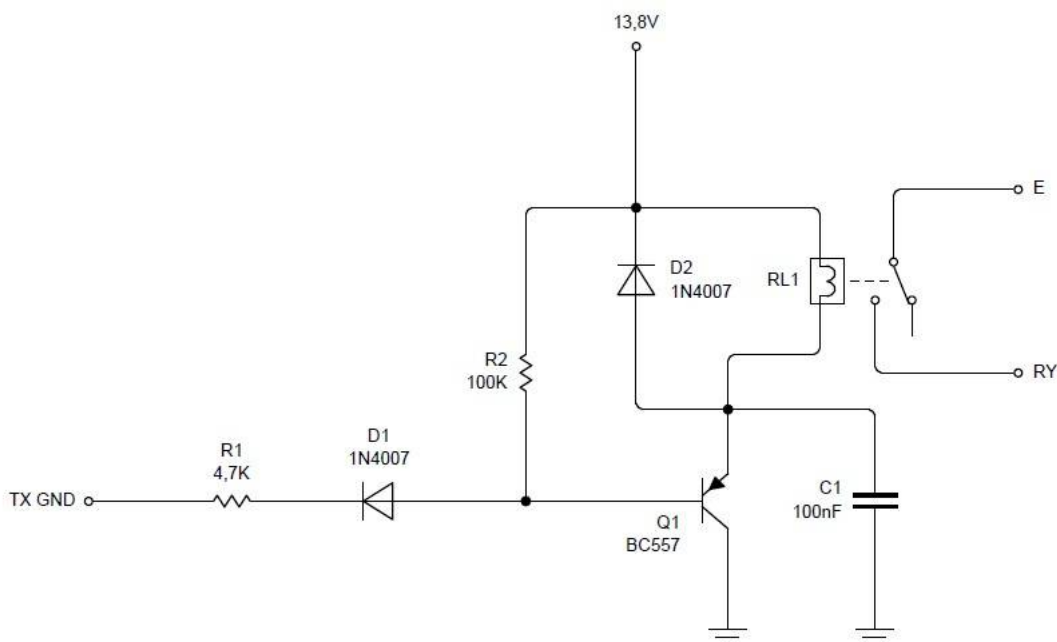 13,8V
E
D2
1N4007
RL1
R2
100K
RY
D1
1N4007
R1
4,7K
TX GND
C1
100nF
Q1
BC557